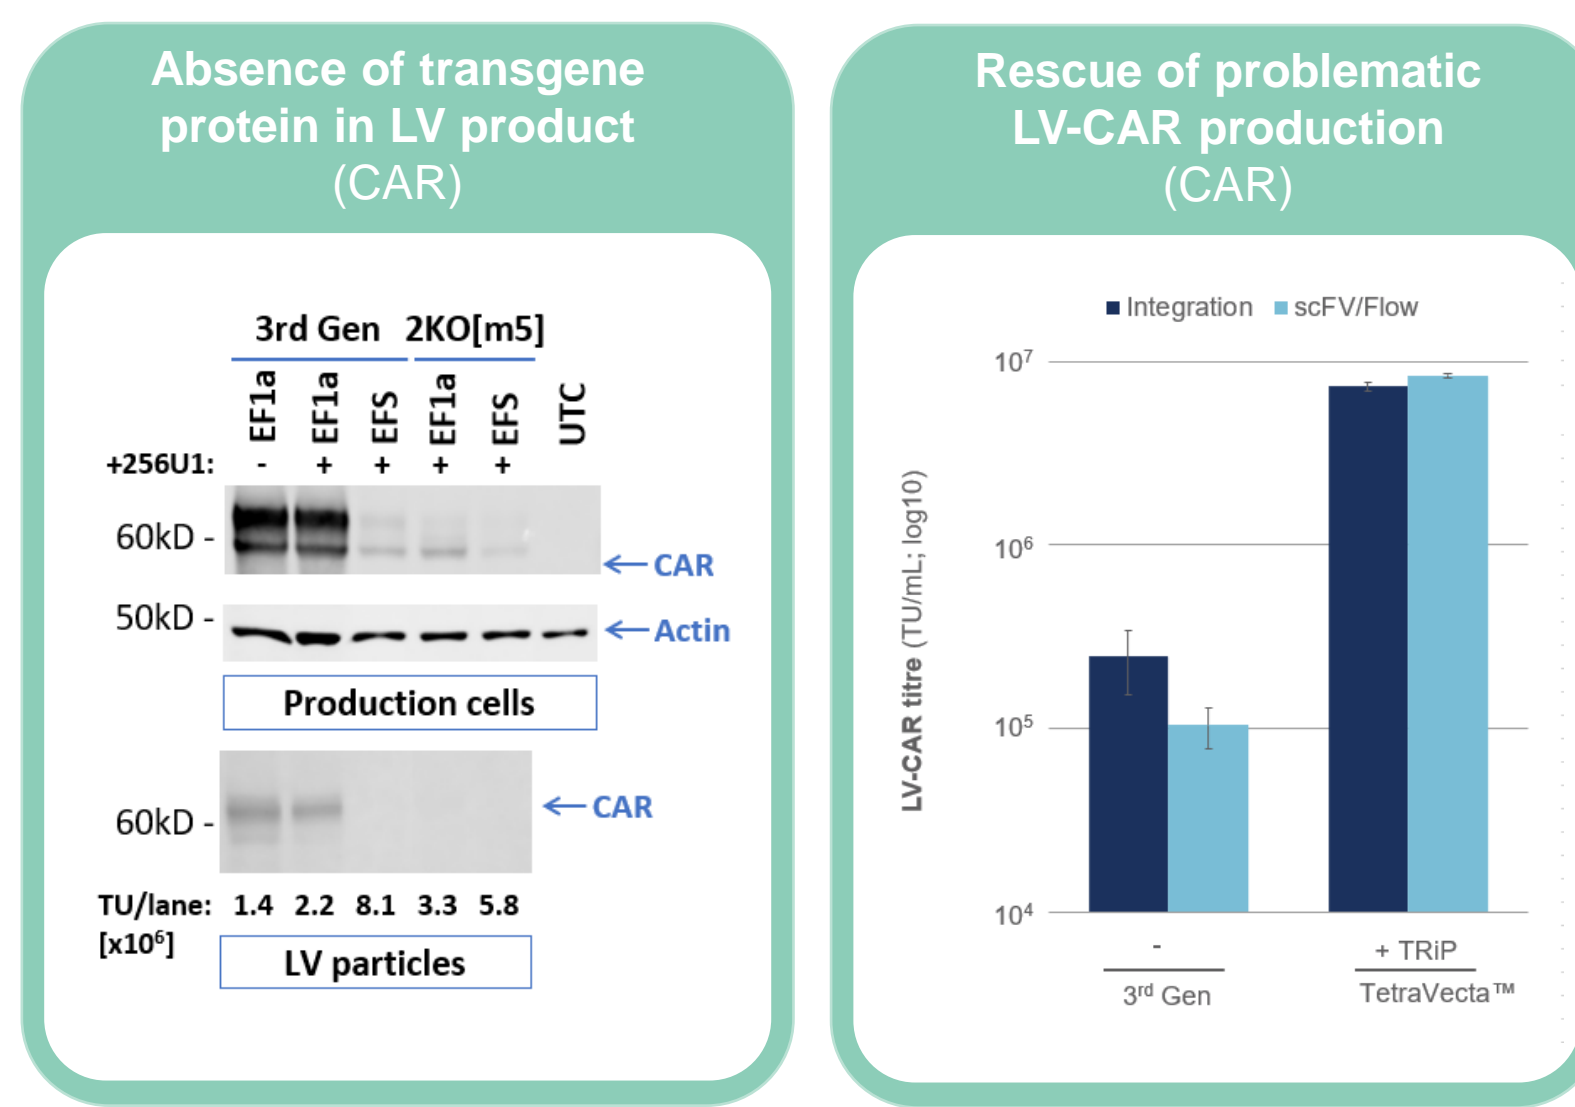 Absence of transgene
protein in LV product
(CAR)
3rd Gen 2KO[m5]
EF1a EF1a EFS EF1a EFS UTC
+256U1: - + + + +
60kD -
← CAR
50kD -
← Actin
Production cells
60kD -
← CAR
TU/lane: 1.4 2.2 8.1 3.3 5.8
[x10⁶]
LV particles
Rescue of problematic
LV-CAR production
(CAR)
Integration scFV/Flow
LV-CAR titre (TU/mL; log10)
10⁷
10⁶
10⁵
10⁴
- + TRiP
3ʳᵈ Gen TetraVecta™